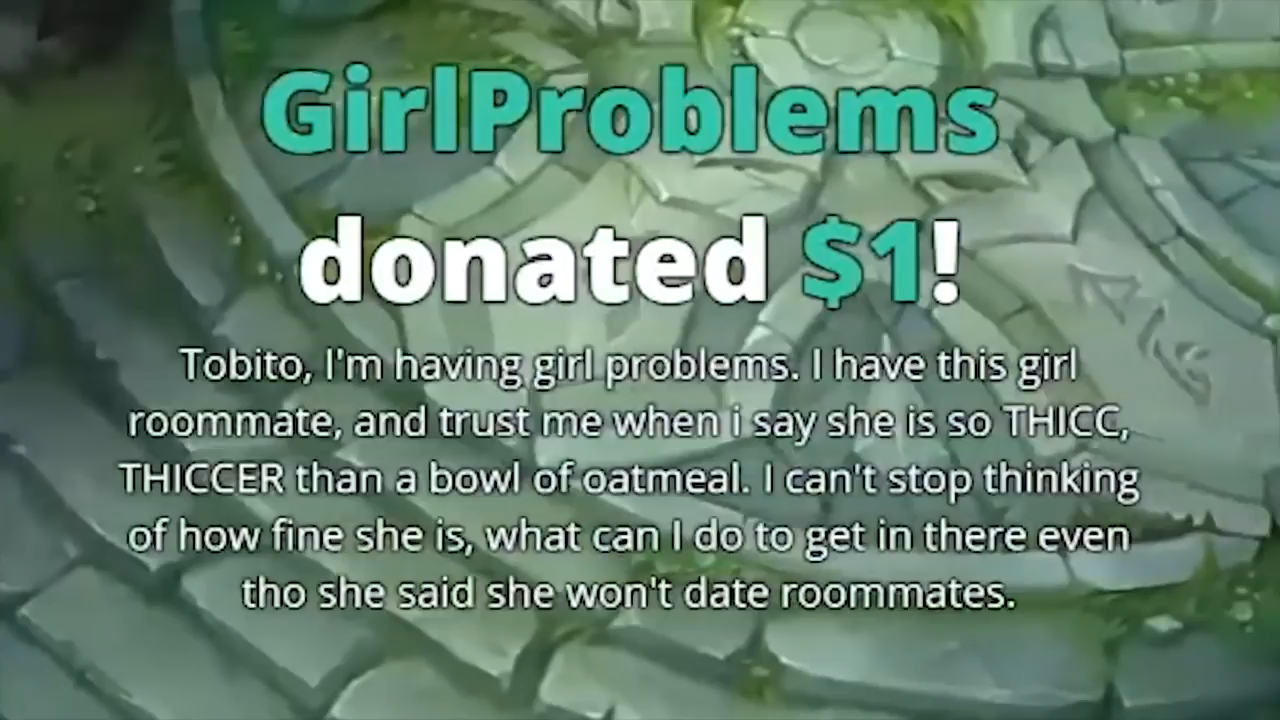 GirlProblems
donated $1!
Tobito, I'm having girl problems. I have this girl
roommate, and trust me when i say she is so THICC,
THICCER than a bowl of oatmeal. I can't stop thinking
of how fine she is, what can I do to get in there even
tho she said she won't date roommates.